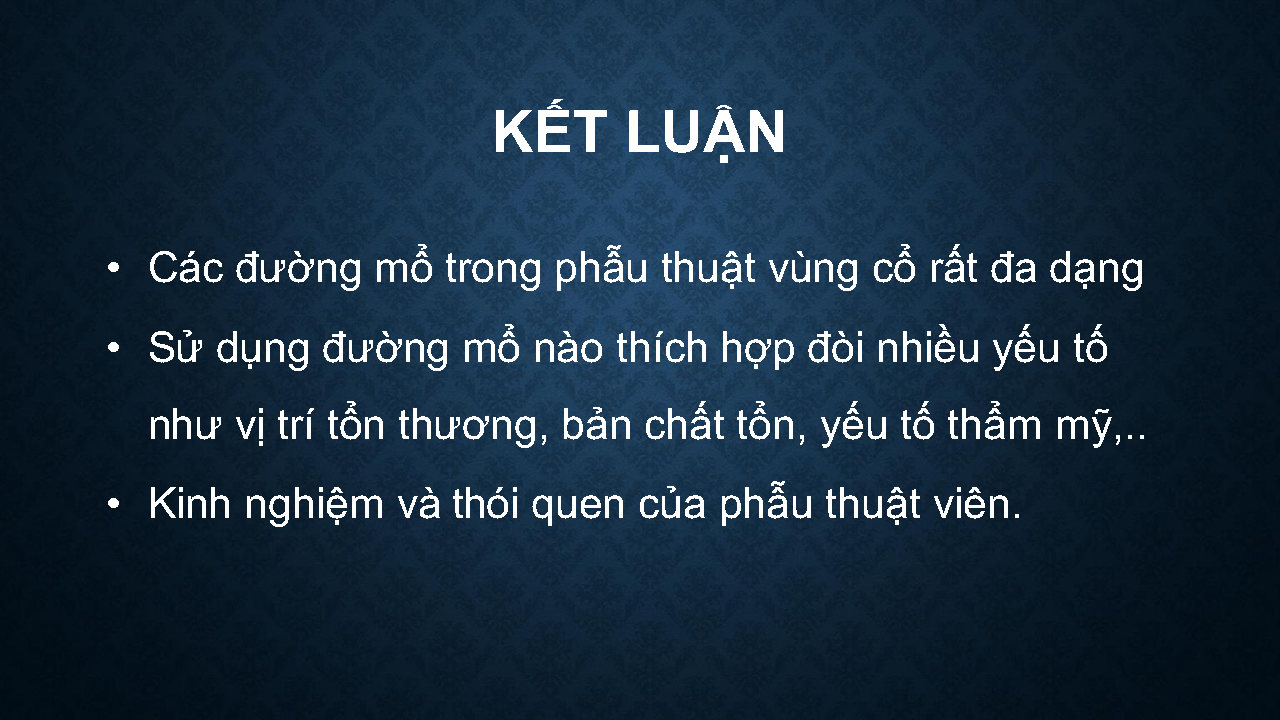 KẾT LUẬN
• Các đường mổ trong phẫu thuật vùng cổ rất đa dạng
• Sử dụng đường mổ nào thích hợp đòi nhiều yếu tố
như vị trí tổn thương, bản chất tổn, yếu tố thẩm mỹ,..
• Kinh nghiệm và thói quen của phẫu thuật viên.